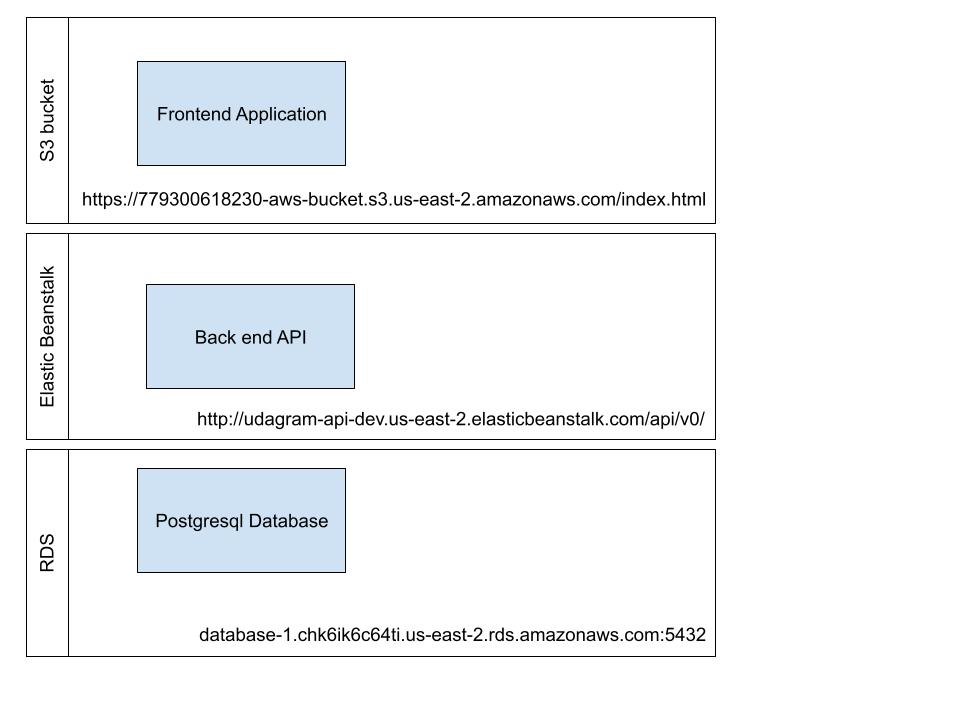 S3 bucket
Frontend Application
https://779300618230-aws-bucket.s3.us-east-2.amazonaws.com/index.html
Elastic Beanstalk
Back end API
http://udagram-api-dev.us-east-2.elasticbeanstalk.com/api/v0/
RDS
Postgresql Database
database-1.chk6ik6c64ti.us-east-2.rds.amazonaws.com:5432